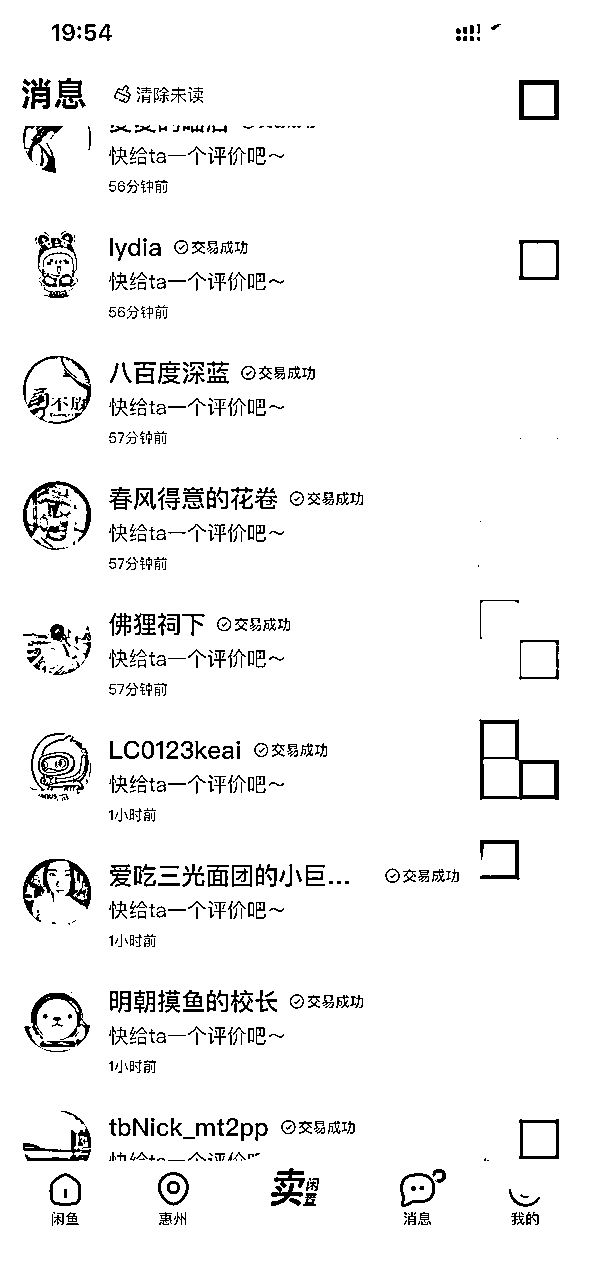 19:54
消息 清除未读
快给ta一个评价吧～
56分钟前
lydia 交易成功
快给ta一个评价吧～
56分钟前
八百度深蓝 交易成功
快给ta一个评价吧～
57分钟前
春风得意的花卷 交易成功
快给ta一个评价吧～
57分钟前
佛狸祠下 交易成功
快给ta一个评价吧～
57分钟前
LC0123keai 交易成功
快给ta一个评价吧～
1小时前
爱吃三光面团的小巨... 交易成功
快给ta一个评价吧～
1小时前
明朝摸鱼的校长 交易成功
快给ta一个评价吧～
1小时前
tbNick_mt2pp 交易成功
卖闲置
闲鱼 惠州 消息 我的